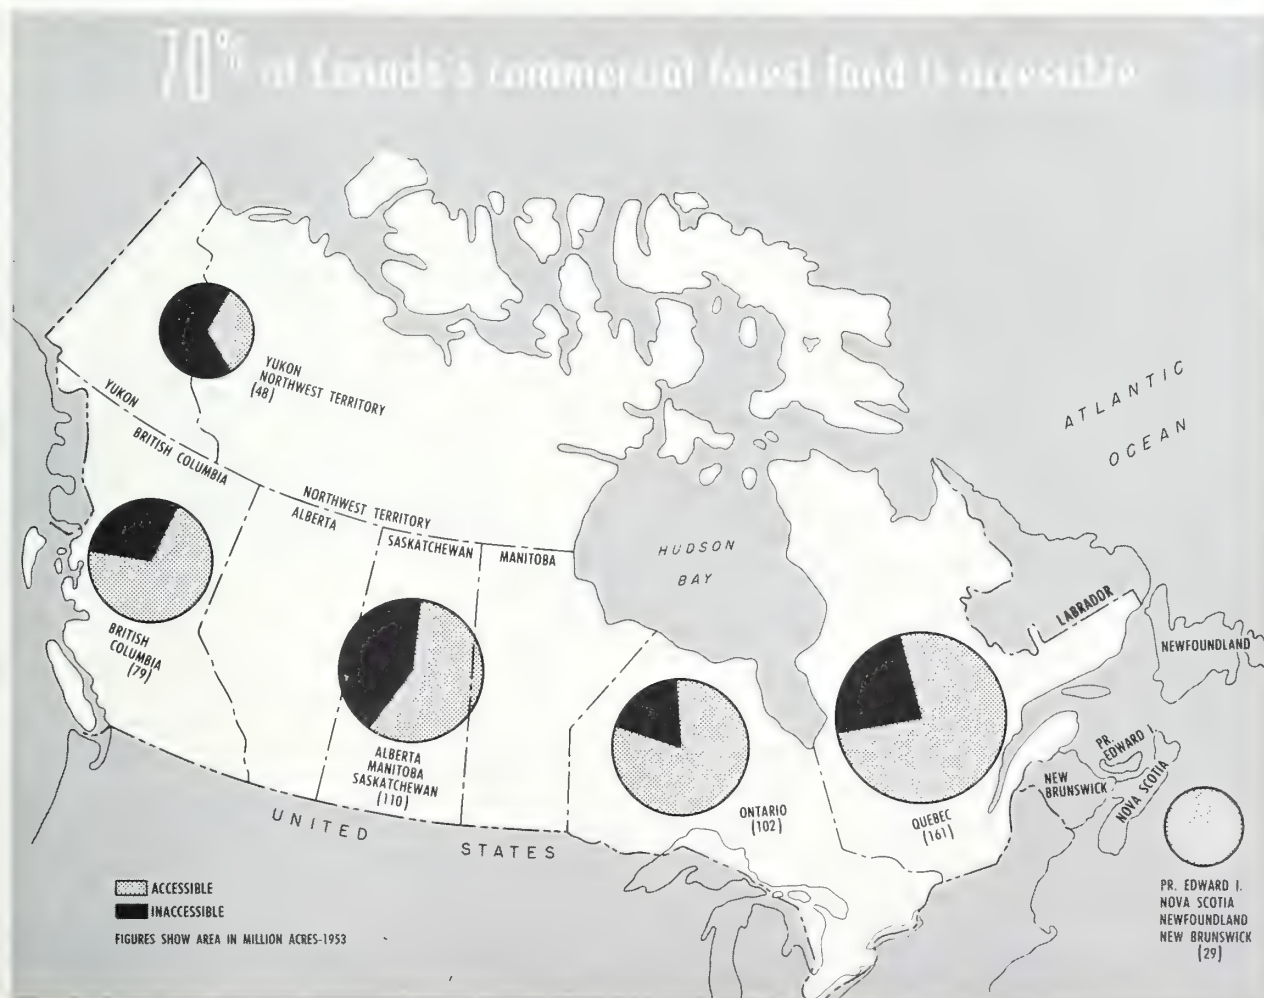 70% of Canada's commercial forest land is accessible
YUKON
NORTHWEST TERRITORY
(48)
YUKON
BRITISH COLUMBIA
NORTHWEST TERRITORY
ALBERTA
SASKATCHEWAN
MANITOBA
HUDSON
BAY
ATLANTIC
OCEAN
LABRADOR
NEWFOUNDLAND
BRITISH
COLUMBIA
(79)
ALBERTA
MANITOBA
SASKATCHEWAN
(110)
ONTARIO
(102)
QUEBEC
(161)
PR.
EDWARD I.
NEW
BRUNSWICK
NOVA SCOTIA
UNITED
STATES
ACCESSIBLE
INACCESSIBLE
FIGURES SHOW AREA IN MILLION ACRES-1953
PR. EDWARD I.
NOVA SCOTIA
NEWFOUNDLAND
NEW BRUNSWICK
(29)